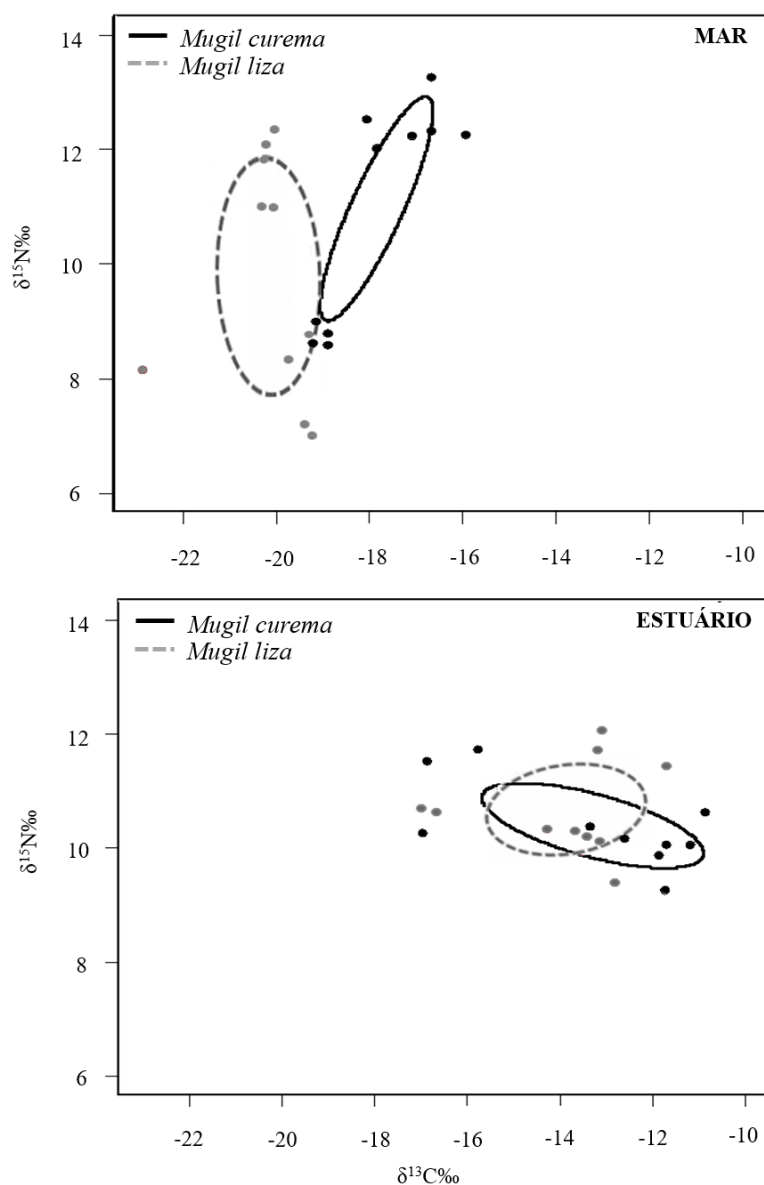 14
12
10
8
6
δ¹⁵N‰
Mugil curema
Mugil liza
MAR
-22
-20
-18
-16
-14
-12
-10
14
12
10
8
6
δ¹⁵N‰
Mugil curema
Mugil liza
ESTUÁRIO
-22
-20
-18
-16
-14
-12
-10
δ¹³C‰